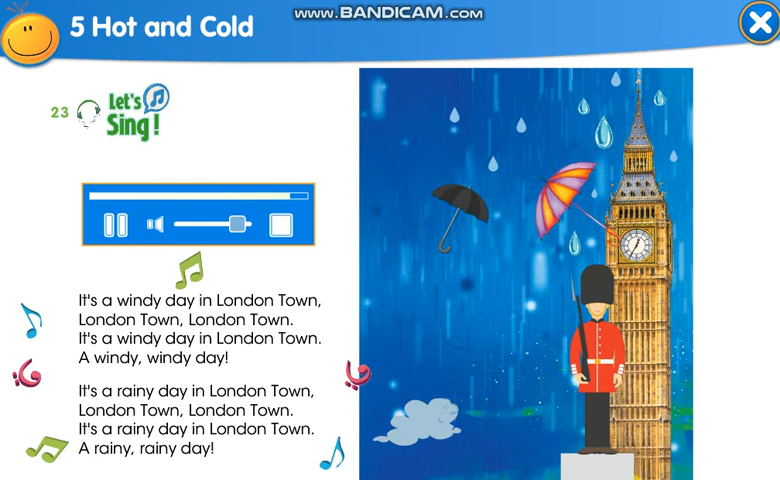 www.BANDICAM.com
5 Hot and Cold
23
Let's
Sing!
It's a windy day in London Town,
London Town, London Town.
It's a windy day in London Town.
A windy, windy day!
It's a rainy day in London Town,
London Town, London Town.
It's a rainy day in London Town.
A rainy, rainy day!